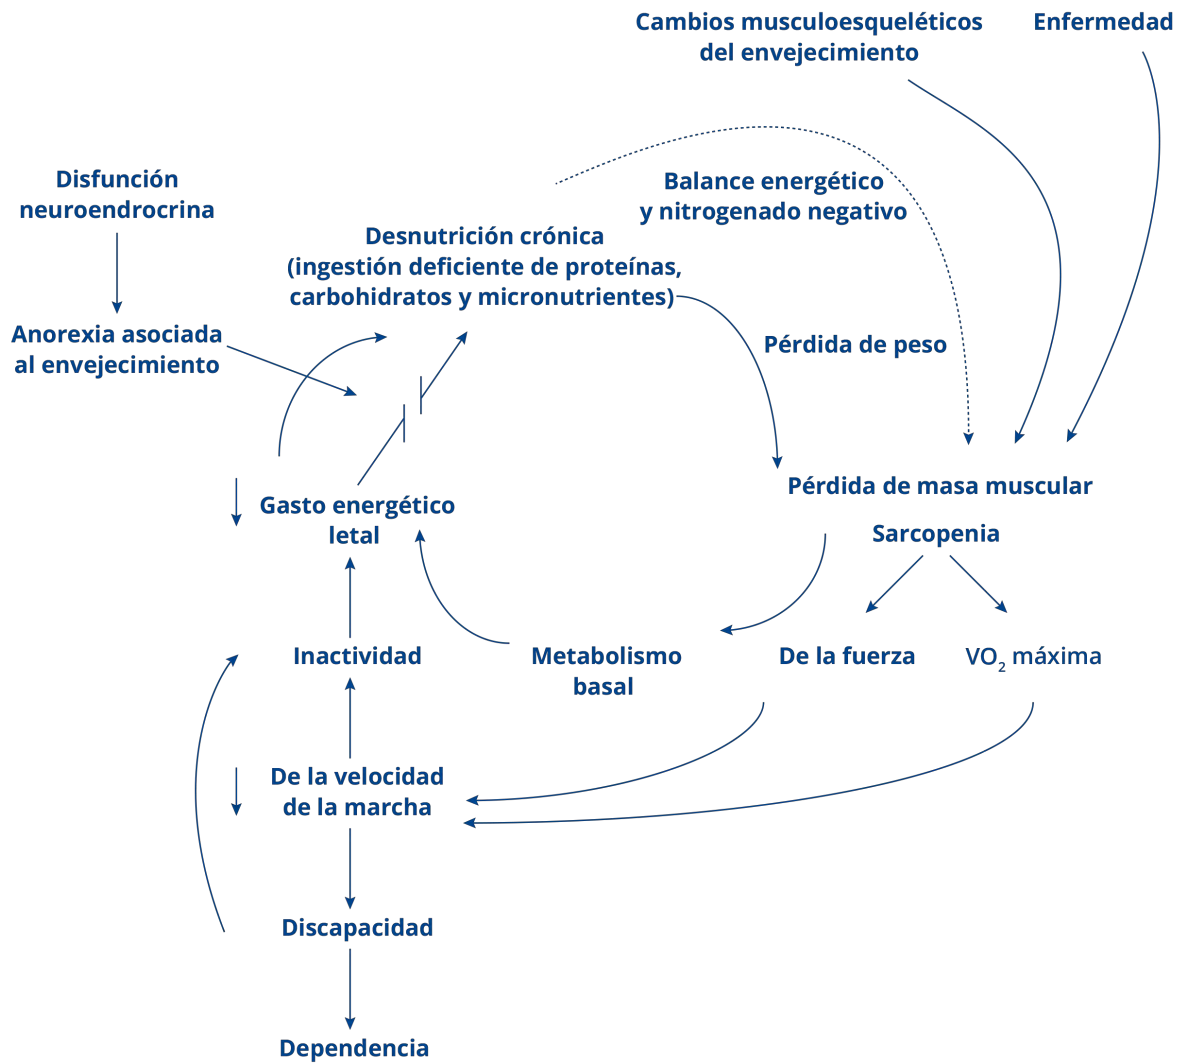 Cambios musculoesqueléticos
del envejecimiento
Enfermedad
Disfunción
neuroendrocrina
Balance energético
y nitrogenado negativo
Desnutrición crónica
(ingestión deficiente de proteínas,
carbohidratos y micronutrientes)
Anorexia asociada
al envejecimiento
Pérdida de peso
Gasto energético
letal
Pérdida de masa muscular
Sarcopenia
Inactividad
Metabolismo
basal
De la fuerza
VO₂ máxima
De la velocidad
de la marcha
Discapacidad
Dependencia